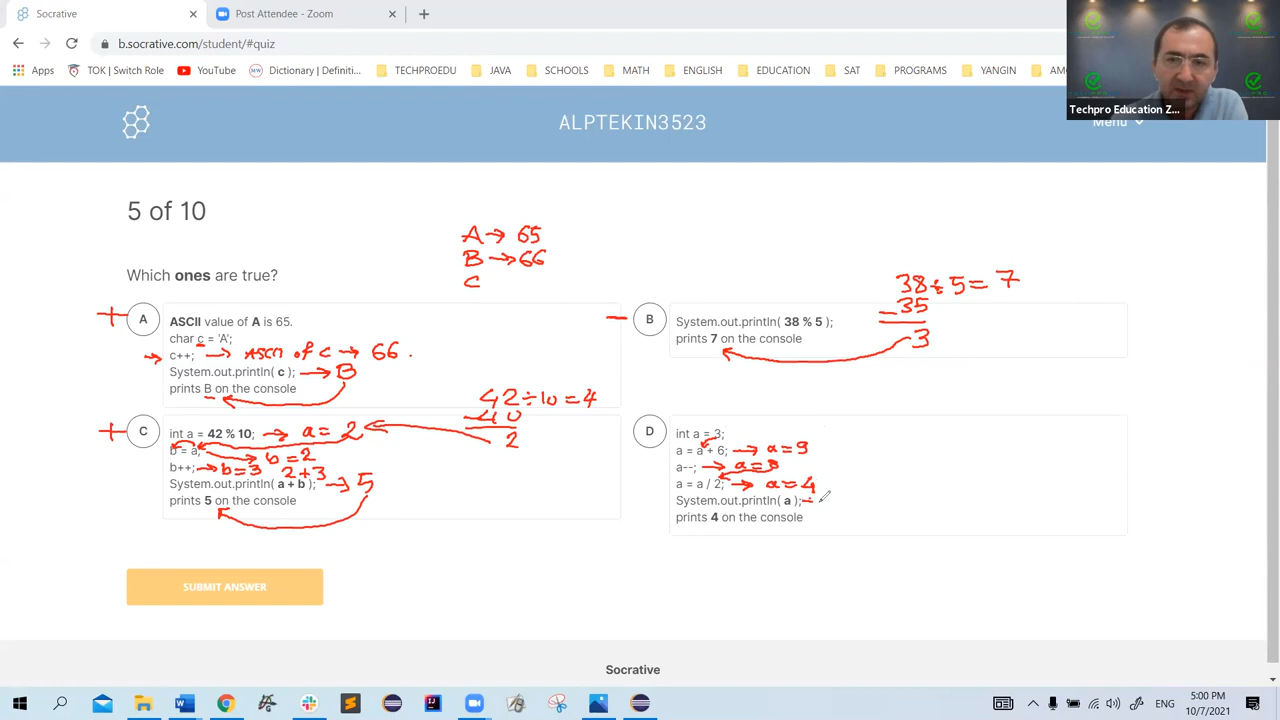 Socrative
Post Attendee - Zoom
b.socrative.com/student/#quiz
Apps
TOK | Switch Role
YouTube
Dictionary | Definiti...
TECHPROEDU
JAVA
SCHOOLS
MATH
ENGLISH
EDUCATION
SAT
PROGRAMS
YANGIN
Techpro Education Z...
ALPTEKIN3523
Menu
5 of 10
A → 65
B → 66
C
Which ones are true?
38 ÷ 5 = 7
- 35
3
+ A
ASCII value of A is 65.
char c = 'A';
→ c++; → ASCII of c → 66.
System.out.println( c ); → B
prints B on the console
- B
System.out.println( 38 % 5 );
prints 7 on the console
42 ÷ 10 = 4
- 40
2
+ C
int a = 42 % 10; → a = 2
b = a; b = 2
b++; → b = 3 2+3
System.out.println( a + b ); → 5
prints 5 on the console
D
int a = 3;
a = a + 6; → a = 9
a--; → a = 8
a = a / 2; → a = 4
System.out.println( a );
prints 4 on the console
SUBMIT ANSWER
Socrative
ENG
5:00 PM
10/7/2021